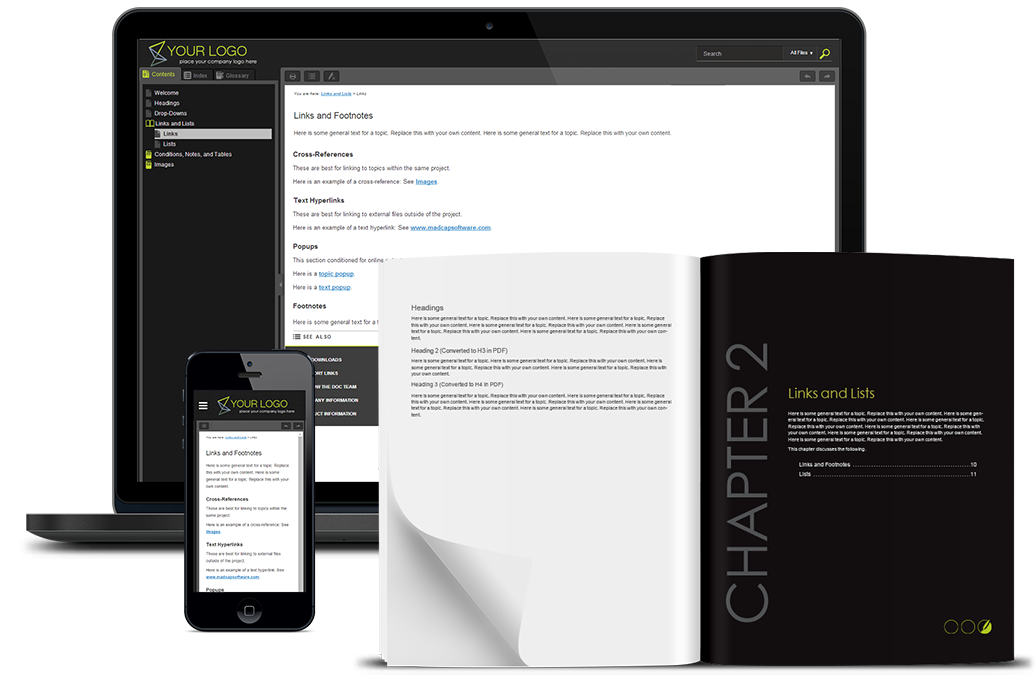 YOUR LOGO
place your company logo here
Search
All Files
Contents
Index
Glossary
Welcome
Headings
Drop-Downs
Links and Lists
Links
Lists
Conditions, Notes, and Tables
Images
You are here: Links and Lists > Links
Links and Footnotes
Here is some general text for a topic. Replace this with your own content. Here is some general text for a topic. Replace this with your own content.
Cross-References
These are best for linking to topics within the same project.
Here is an example of a cross-reference: See Images.
Text Hyperlinks
These are best for linking to external files outside of the project.
Here is an example of a text hyperlink: See www.madcapsoftware.com.
Popups
This section conditioned for online
Here is a topic popup.
Here is a text popup.
Footnotes
Here is some general text for a
SEE ALSO
DOWNLOADS
ORT LINKS
OW THE DOC TEAM
ANY INFORMATION
UCT INFORMATION
YOUR LOGO
place your company logo here
You are here: Links and Lists > Links
Links and Footnotes
Here is some general text for a topic. Replace
this with your own content. Here is some
general text for a topic. Replace this with your
own content.
Cross-References
These are best for linking to topics within the
same project.
Here is an example of a cross-reference: See
Images.
Text Hyperlinks
These are best for linking to external files
outside of the project.
Here is an example of a text hyperlink: See
www.madcapsoftware.com.
Popups
Headings
Here is some general text for a topic. Replace this with your own content. Here is some general text for a topic. Replace
this with your own content. Here is some general text for a topic. Replace this with your own content. Here is some general
text for a topic. Replace this with your own content. Here is some general text for a topic. Replace this with your own con-
tent.
Heading 2 (Converted to H3 in PDF)
Here is some general text for a topic. Here is some general text for a topic. Replace this with your own content. Here is
some general text for a topic. Replace this with your own content. Here is some general text for a topic. Replace this with
your own content.
Heading 3 (Converted to H4 in PDF)
Here is some general text for a topic. Replace this with your own content. Here is some general text for a topic. Replace
this with your own content. Here is some general text for a topic. Replace this with your own content. Here is some general
text for a topic. Replace this with your own content. Here is some general text for a topic. Replace this with your own con-
tent.
CHAPTER 2
Links and Lists
Here is some general text for a topic. Replace this with your own content. Here is some gen-
eral text for a topic. Replace this with your own content. Here is some general text for a topic.
Replace this with your own content. Here is some general text for a topic. Replace this with
your own content. Here is some general text for a topic. Replace this with your own content.
Here is some general text for a topic. Replace this with your own content.
This chapter discusses the following.
Links and Footnotes 10
Lists 11